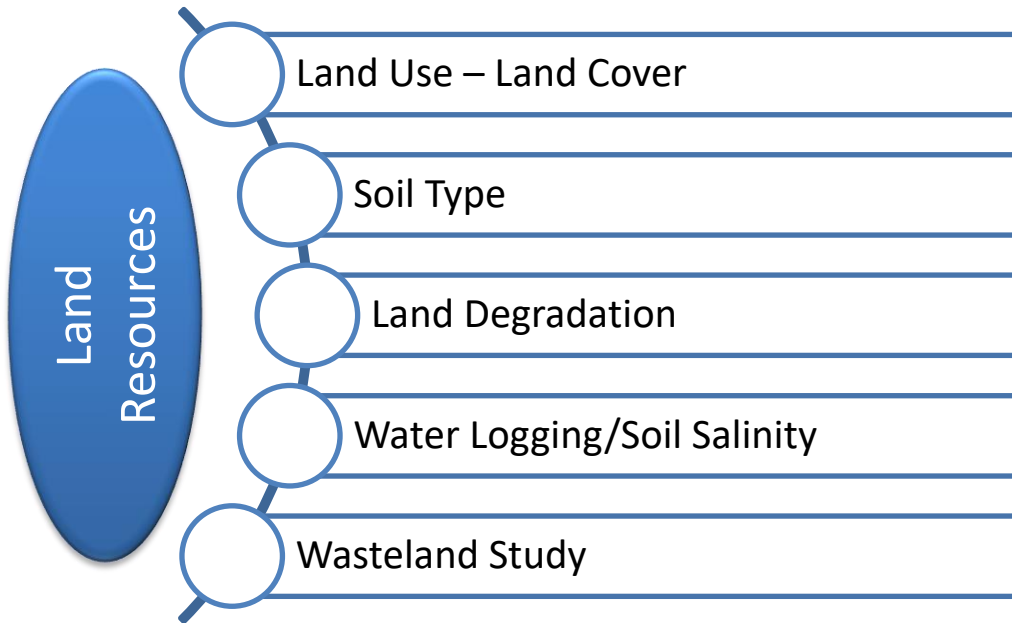 Land
Resources
Land Use – Land Cover
Soil Type
Land Degradation
Water Logging/Soil Salinity
Wasteland Study